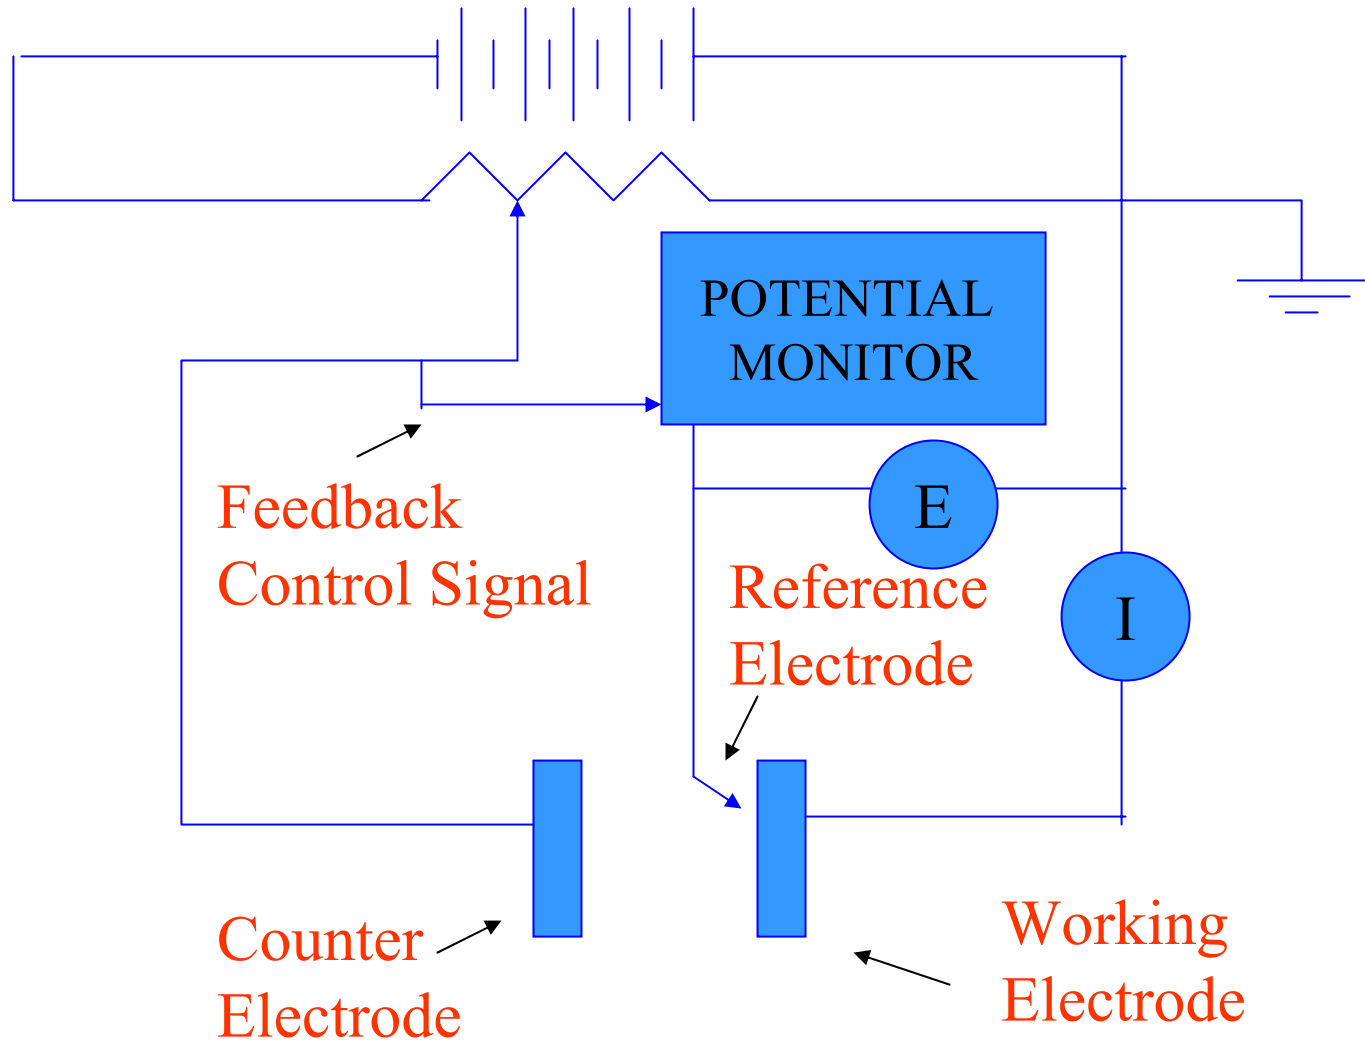 POTENTIAL
MONITOR
Feedback
Control Signal
E
Reference
Electrode
I
Counter
Electrode
Working
Electrode